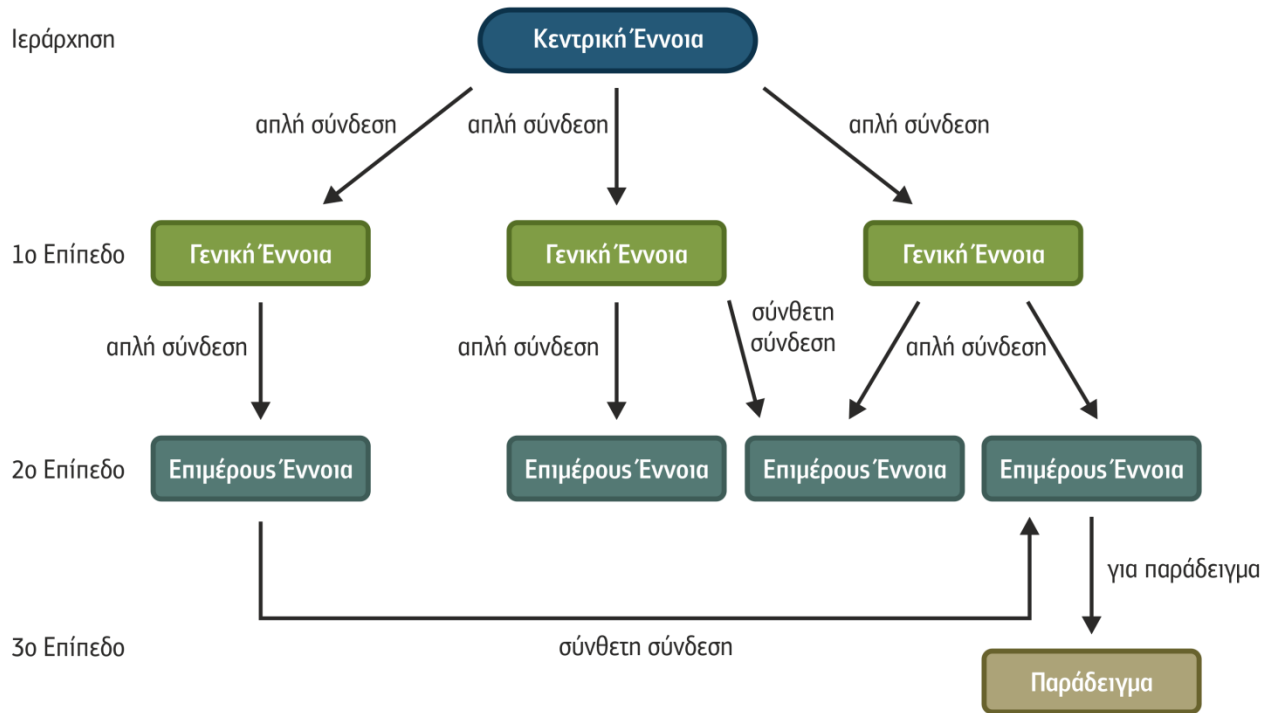 Ιεράρχηση
Κεντρική Έννοια
απλή σύνδεση
απλή σύνδεση
απλή σύνδεση
1ο Επίπεδο
Γενική Έννοια
Γενική Έννοια
Γενική Έννοια
απλή σύνδεση
απλή σύνδεση
σύνθετη
σύνδεση
απλή σύνδεση
2ο Επίπεδο
Επιμέρους Έννοια
Επιμέρους Έννοια
Επιμέρους Έννοια
Επιμέρους Έννοια
για παράδειγμα
3ο Επίπεδο
σύνθετη σύνδεση
Παράδειγμα